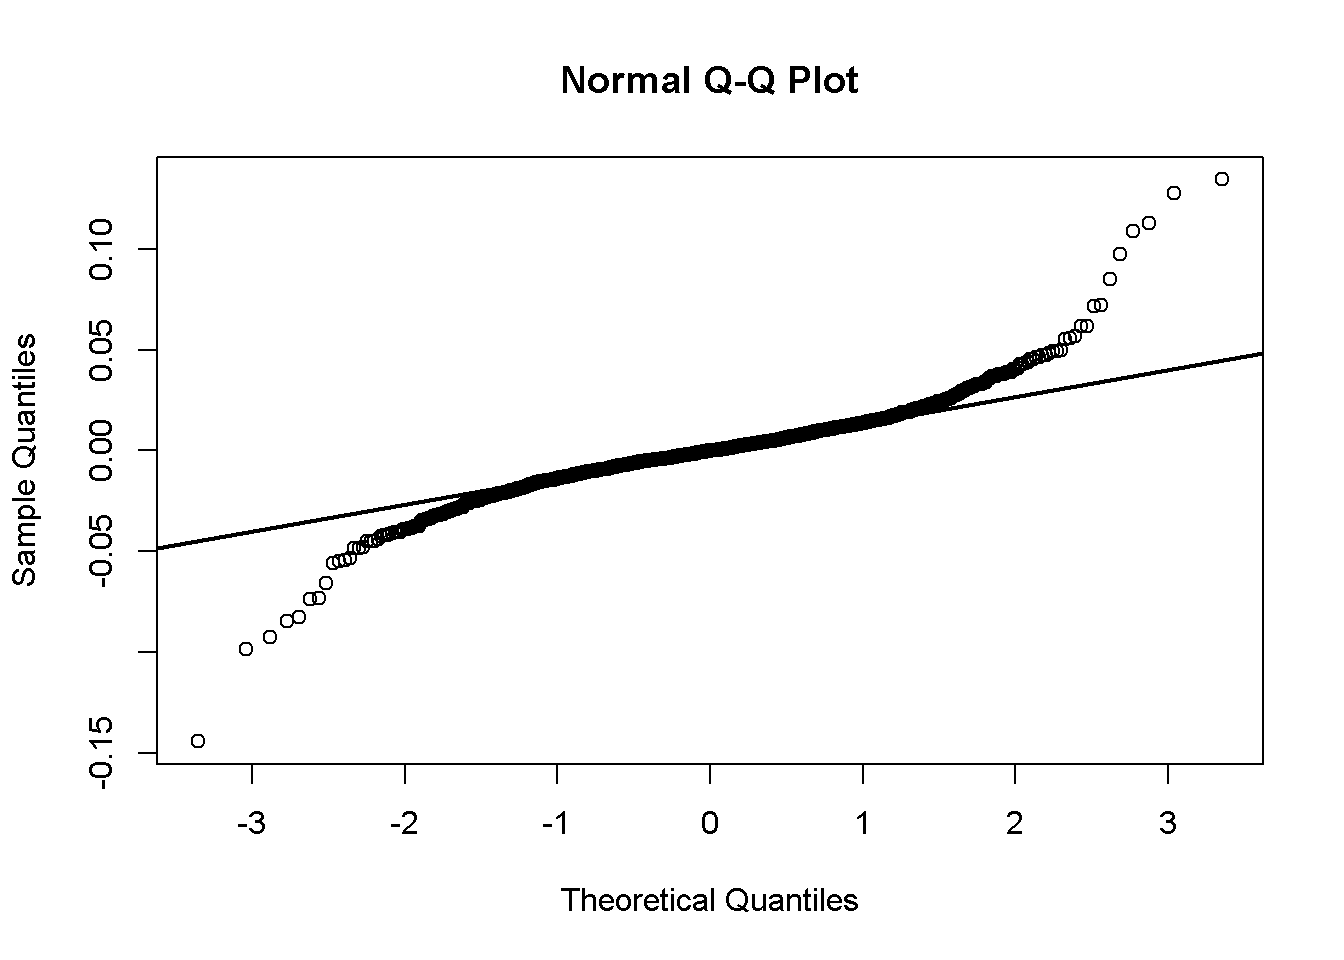 Normal Q-Q Plot
Sample Quantiles
0.10
0.05
0.00
-0.05
-0.15
-3 -2 -1 0 1 2 3
Theoretical Quantiles